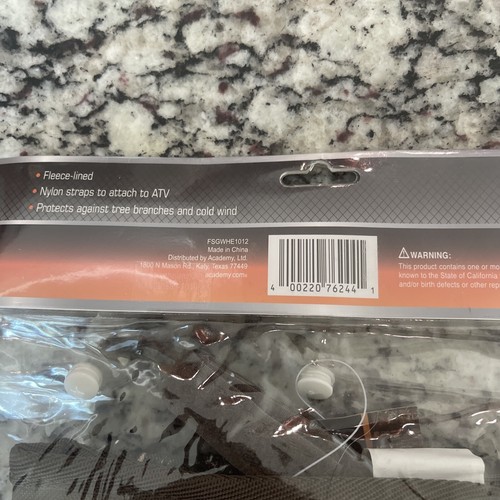 • Fleece-lined
• Nylon straps to attach to ATV
• Protects against tree branches and cold wind
FSGWHE1012
Made in China
Distributed by Academy, Ltd.
1800 N Mason Rd., Katy, Texas 77449
academy.com
4 00220 76244 1
⚠WARNING:
This product contains one or mo
known to the State of California
and/or birth defects or other rep